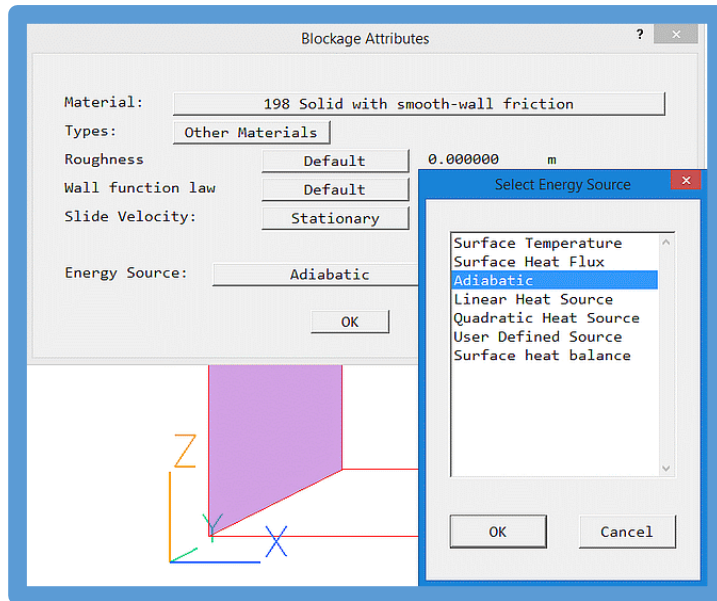 Blockage Attributes
?
Material: 198 Solid with smooth-wall friction
Types: Other Materials
Roughness Default 0.000000 m
Wall function law Default
Slide Velocity: Stationary
Energy Source: Adiabatic
OK
Select Energy Source
Surface Temperature
Surface Heat Flux
Adiabatic
Linear Heat Source
Quadratic Heat Source
User Defined Source
Surface heat balance
OK Cancel
Z
Y
X